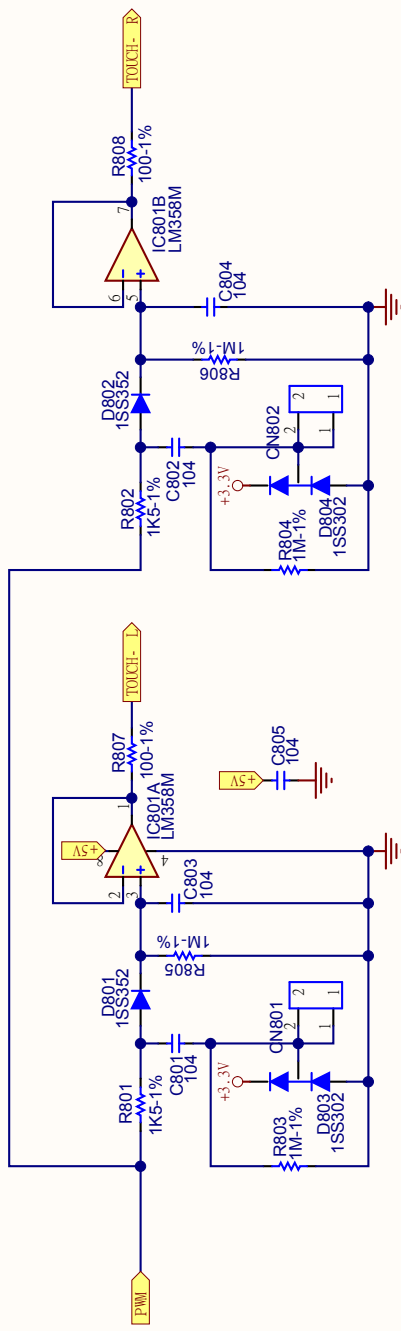 PWM
R801
1K5-1%
C801
104
D801
1SS352
R805
1M-1%
C803
104
2
3
8
4
1
+5V
IC801A
LM358M
R807
100-1%
TOUCH- L
R803
1M-1%
+3.3V
D803
1SS302
CN801
2
1
2
1
+5V
C805
104
R802
1K5-1%
C802
104
D802
1SS352
R806
1M-1%
C804
104
6
5
7
IC801B
LM358M
R808
100-1%
TOUCH- R
R804
1M-1%
+3.3V
D804
1SS302
CN802
2
1
2
1